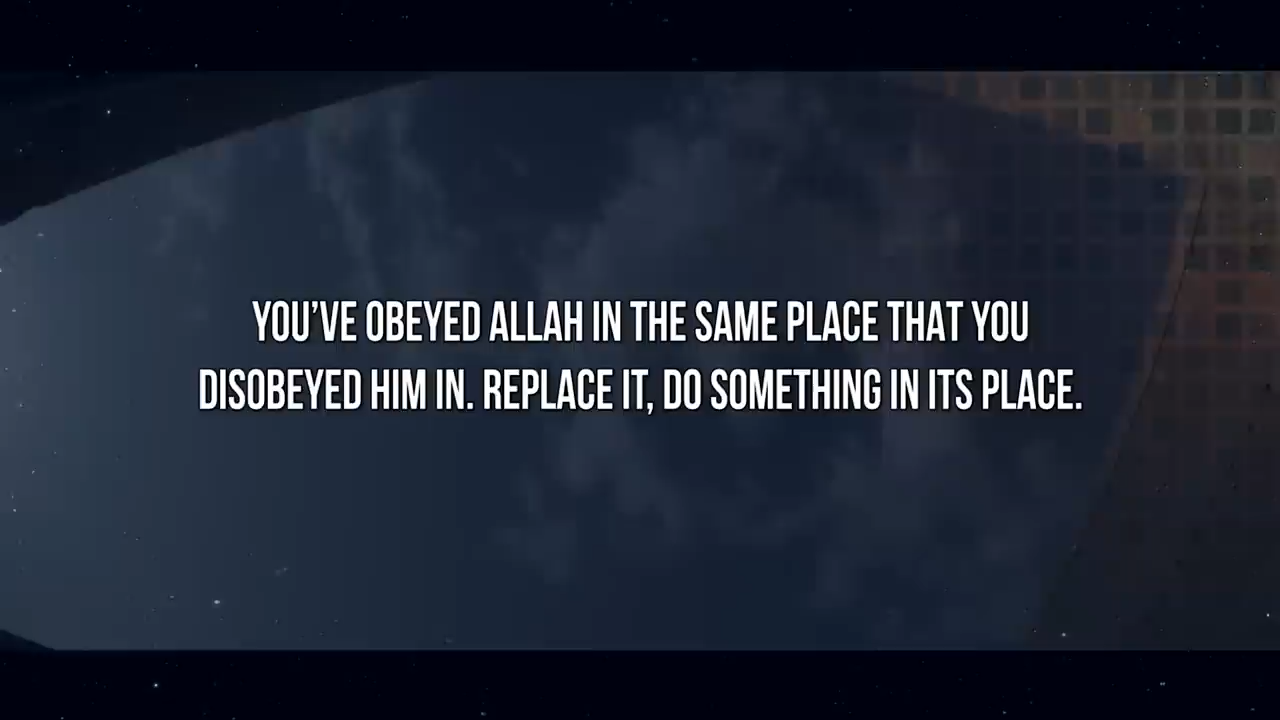 YOU'VE OBEYED ALLAH IN THE SAME PLACE THAT YOU
DISOBEYED HIM IN. REPLACE IT, DO SOMETHING IN ITS PLACE.